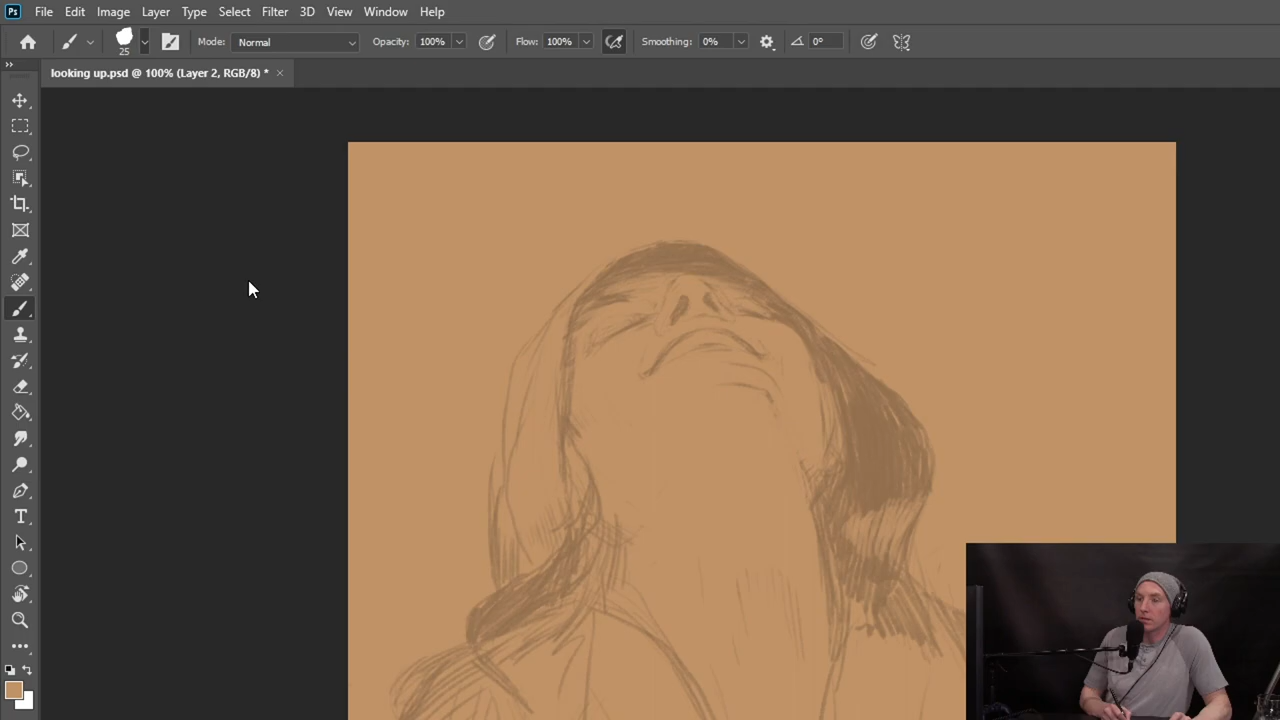 Ps File Edit Image Layer Type Select Filter 3D View Window Help
25 Mode: Normal Opacity: 100% Flow: 100% Smoothing: 0% 0°
looking up.psd @ 100% (Layer 2, RGB/8) * ×